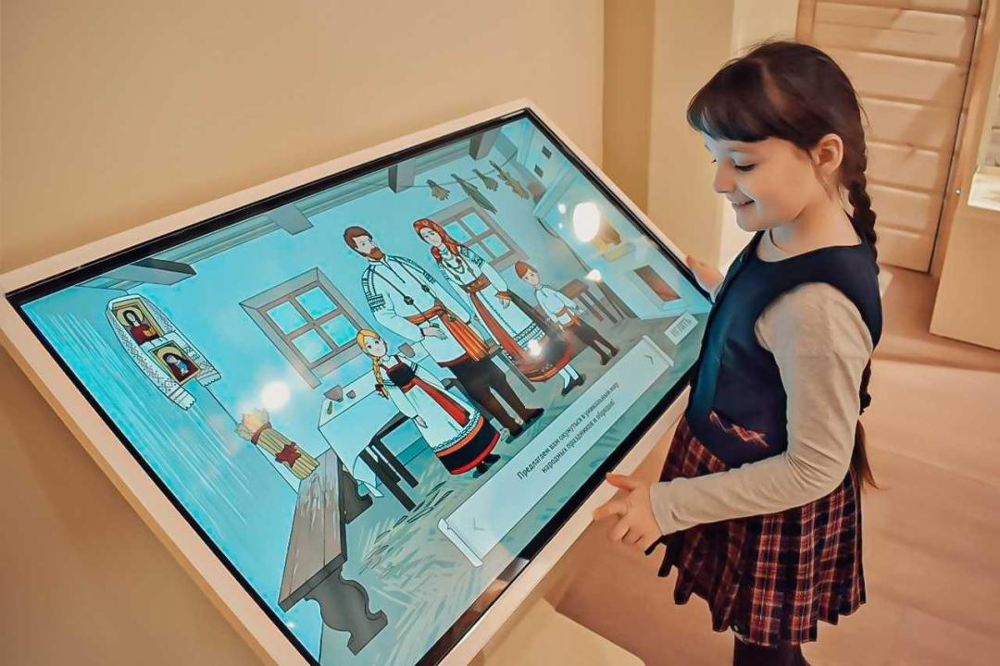 Предлагаем вам окунуться в уникальный мир
народных праздников и обрядов!